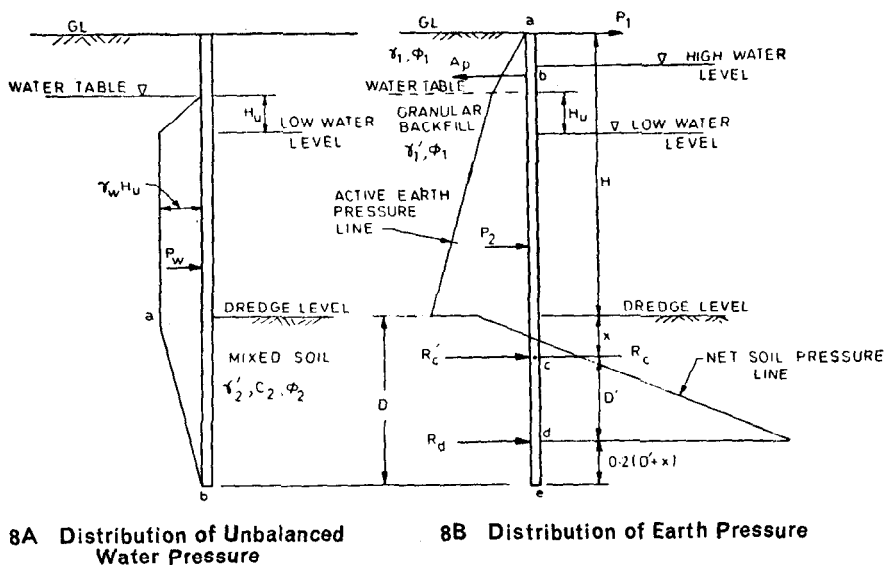 GL
WATER TABLE
Hu
LOW WATER
LEVEL
γwHu
Pw
a
DREDGE LEVEL
MIXED SOIL
γ2', C2, ϕ2
D
b
8A Distribution of Unbalanced
Water Pressure
GL
a
P1
γ1, ϕ1
Ap
b
HIGH WATER
LEVEL
WATER TABLE
GRANULAR
BACKFILL
γ1', ϕ1
Hu
LOW WATER
LEVEL
H
ACTIVE EARTH
PRESSURE
LINE
P2
DREDGE LEVEL
x
Rc'
c
Rc
NET SOIL PRESSURE
LINE
D'
Rd
d
0·2(D'+x)
e
8B Distribution of Earth Pressure